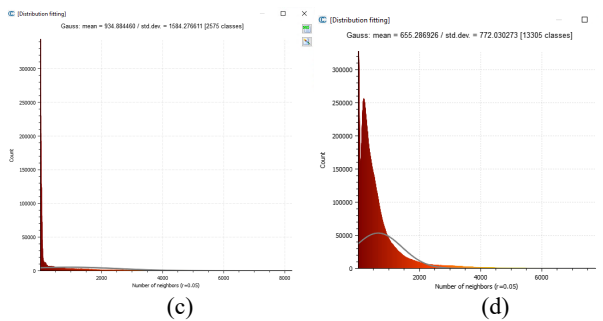 [Distribution fitting]
Gauss: mean = 934.884460 / std.dev. = 1584.276611 [2575 classes]
300000
250000
200000
150000
100000
50000
0
Count
2000
4000
6000
8000
Number of neighbors (r=0.05)
(c)
[Distribution fitting]
Gauss: mean = 655.286926 / std.dev. = 772.030273 [13305 classes]
300000
250000
200000
150000
100000
50000
0
Count
2000
4000
6000
Number of neighbors (r=0.05)
(d)